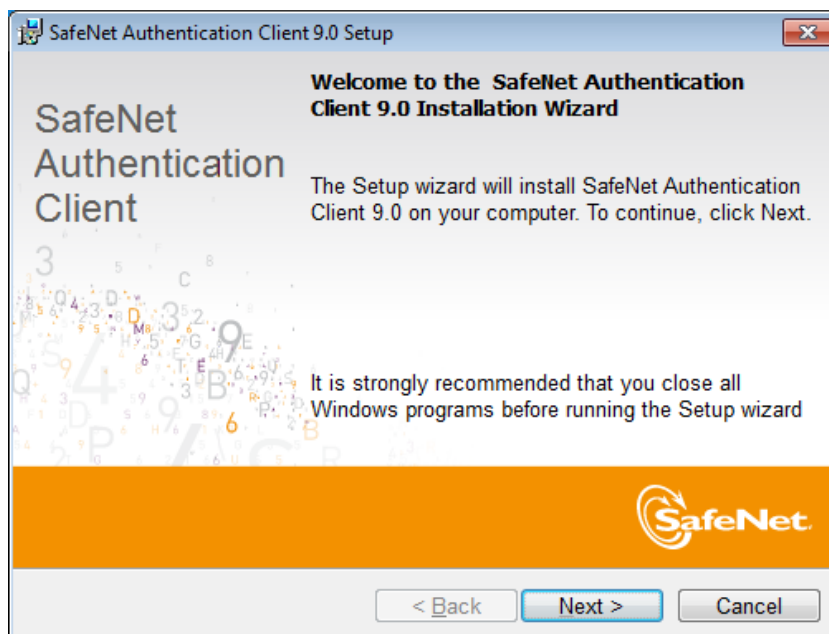 SafeNet Authentication Client 9.0 Setup
SafeNet
Authentication
Client
Welcome to the SafeNet Authentication
Client 9.0 Installation Wizard
The Setup wizard will install SafeNet Authentication
Client 9.0 on your computer. To continue, click Next.
It is strongly recommended that you close all
Windows programs before running the Setup wizard
SafeNet.
< Back
Next >
Cancel